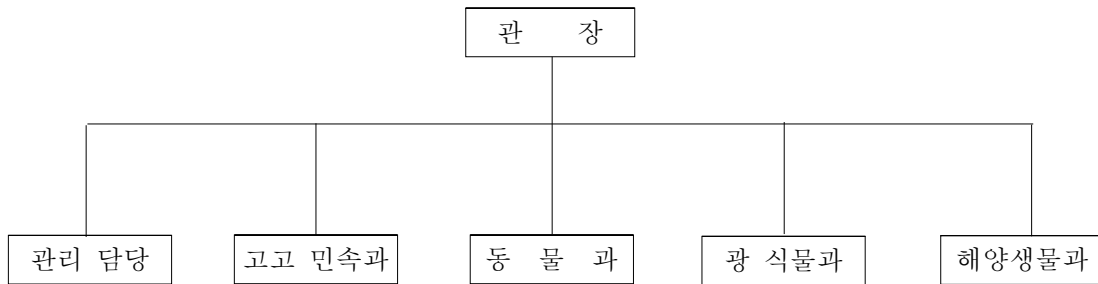 관 장
관리 담당
고고 민속과
동 물 과
광 식물과
해양생물과